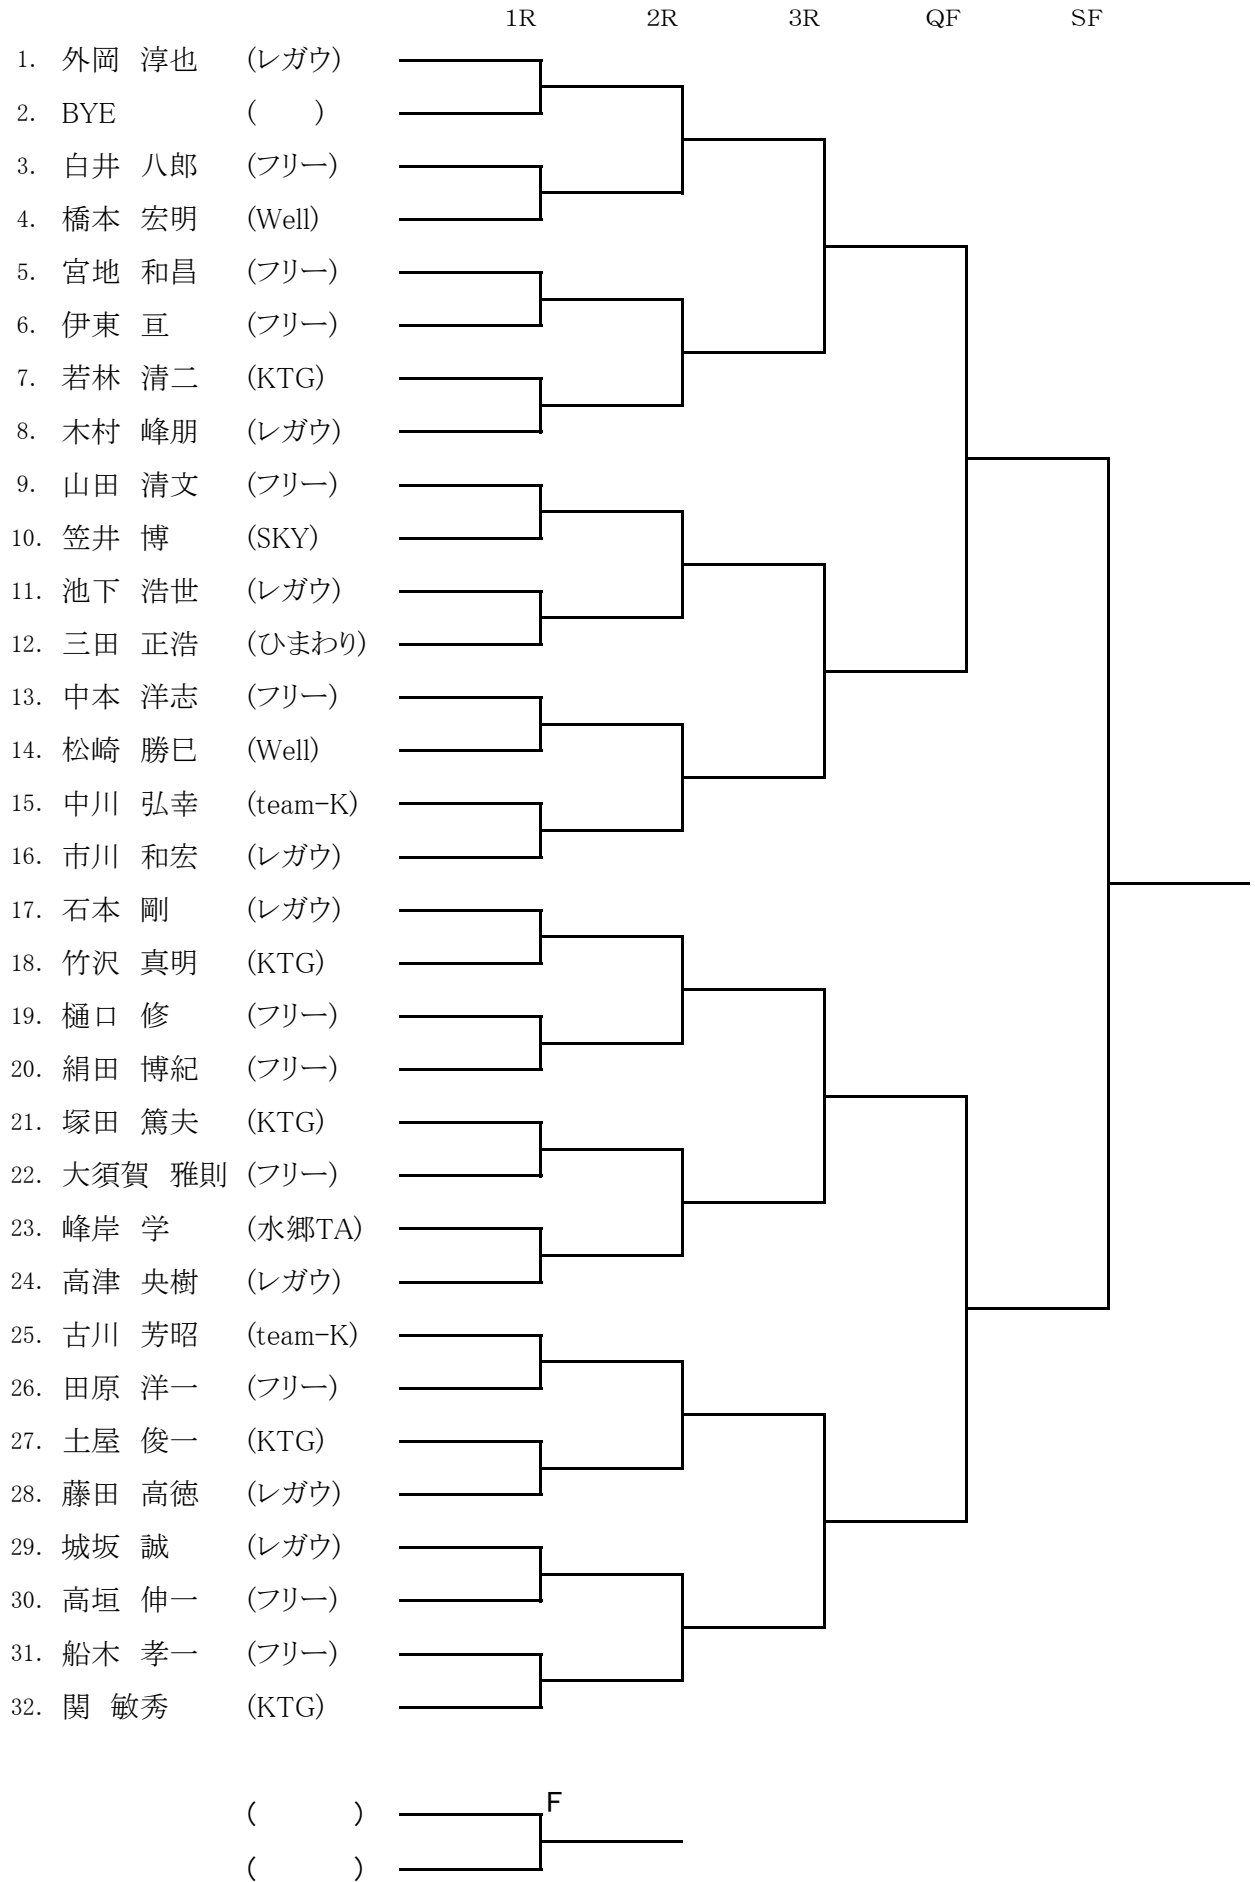 1R 2R 3R QF SF
1. 外岡 淳也 (レガウ)
2. BYE ( )
3. 白井 八郎 (フリー)
4. 橋本 宏明 (Well)
5. 宮地 和昌 (フリー)
6. 伊東 亘 (フリー)
7. 若林 清二 (KTG)
8. 木村 峰朋 (レガウ)
9. 山田 清文 (フリー)
10. 笠井 博 (SKY)
11. 池下 浩世 (レガウ)
12. 三田 正浩 (ひまわり)
13. 中本 洋志 (フリー)
14. 松崎 勝巳 (Well)
15. 中川 弘幸 (team-K)
16. 市川 和宏 (レガウ)
17. 石本 剛 (レガウ)
18. 竹沢 真明 (KTG)
19. 樋口 修 (フリー)
20. 絹田 博紀 (フリー)
21. 塚田 篤夫 (KTG)
22. 大須賀 雅則 (フリー)
23. 峰岸 学 (水郷TA)
24. 高津 央樹 (レガウ)
25. 古川 芳昭 (team-K)
26. 田原 洋一 (フリー)
27. 土屋 俊一 (KTG)
28. 藤田 高徳 (レガウ)
29. 城坂 誠 (レガウ)
30. 高垣 伸一 (フリー)
31. 船木 孝一 (フリー)
32. 関 敏秀 (KTG)
( ) F
( )